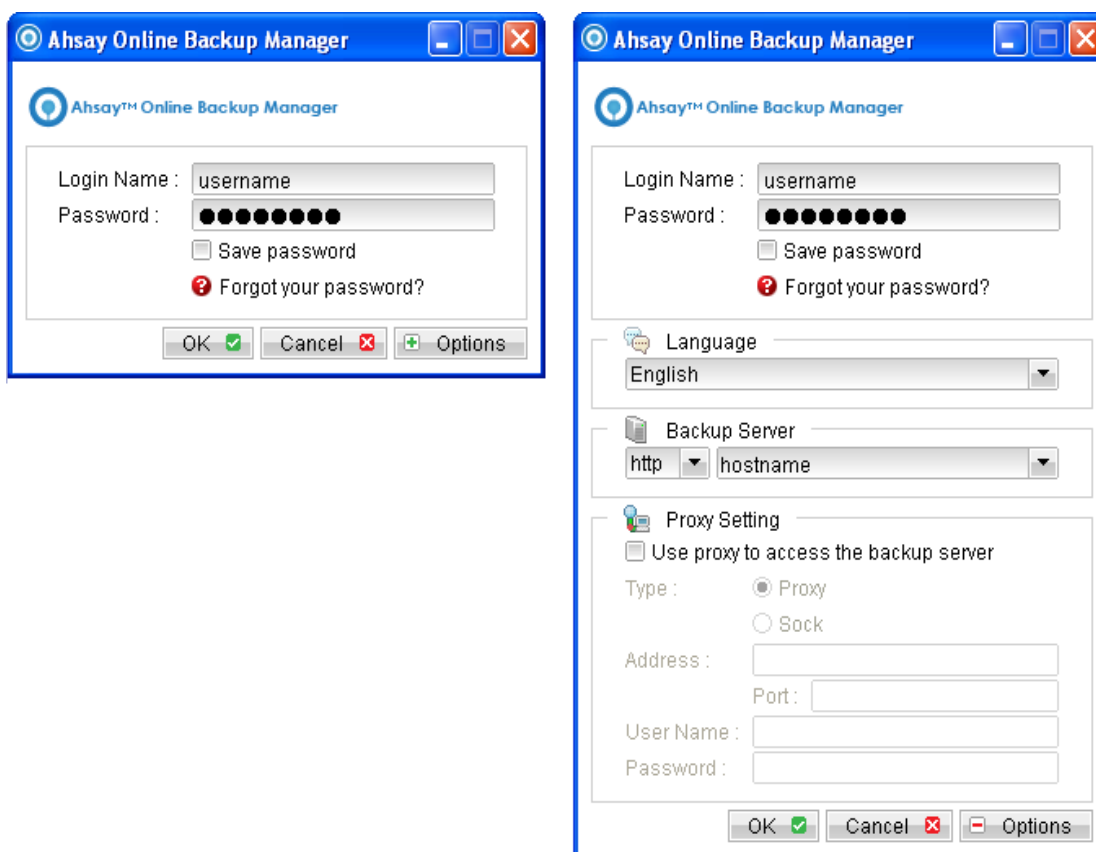 Ahsay Online Backup Manager
Ahsay™ Online Backup Manager
Login Name : username
Password : ●●●●●●●●
Save password
Forgot your password?
OK Cancel Options
Ahsay Online Backup Manager
Ahsay™ Online Backup Manager
Login Name : username
Password : ●●●●●●●●
Save password
Forgot your password?
Language
English
Backup Server
http hostname
Proxy Setting
Use proxy to access the backup server
Type : Proxy
Sock
Address :
Port :
User Name :
Password :
OK Cancel Options